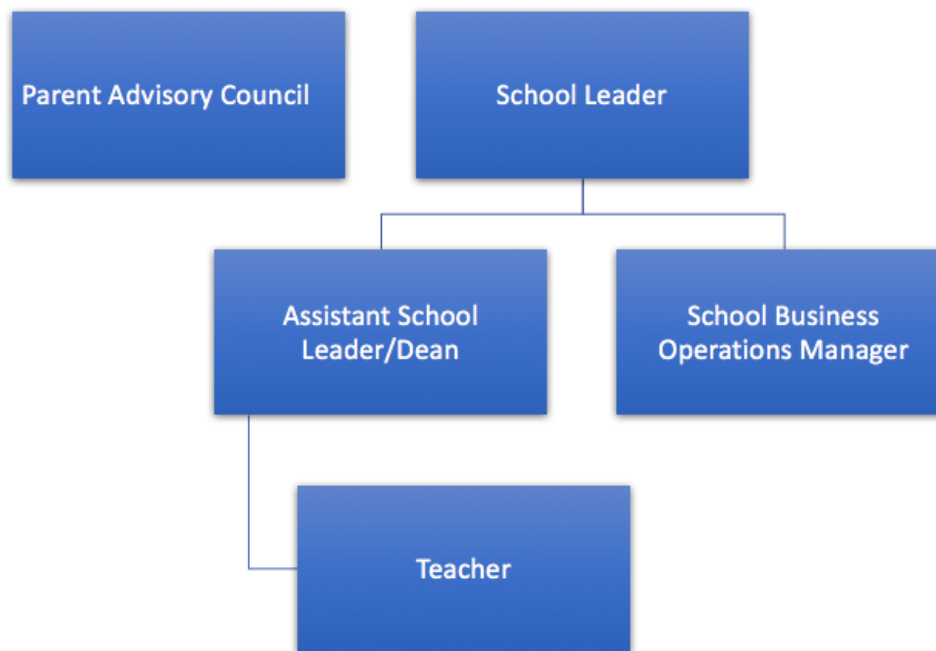 Parent Advisory Council
School Leader
Assistant School
Leader/Dean
School Business
Operations Manager
Teacher